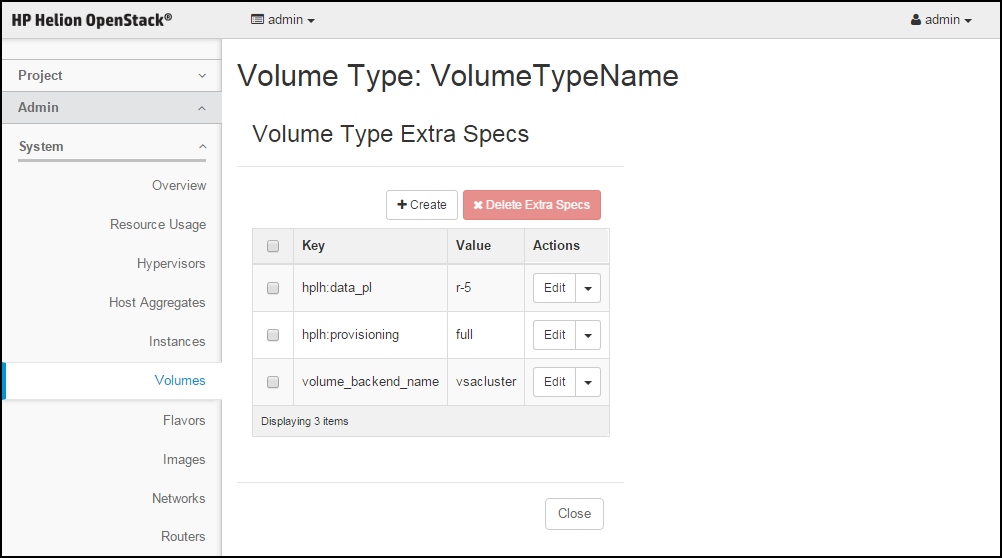 HP Helion OpenStack®
admin
admin
Project
Admin
System
Overview
Resource Usage
Hypervisors
Host Aggregates
Instances
Volumes
Flavors
Images
Networks
Routers
Volume Type: VolumeTypeName
Volume Type Extra Specs
Create Delete Extra Specs
Key Value Actions
hplh:data_pl r-5 Edit
hplh:provisioning full Edit
volume_backend_name vsacluster Edit
Displaying 3 items
Close